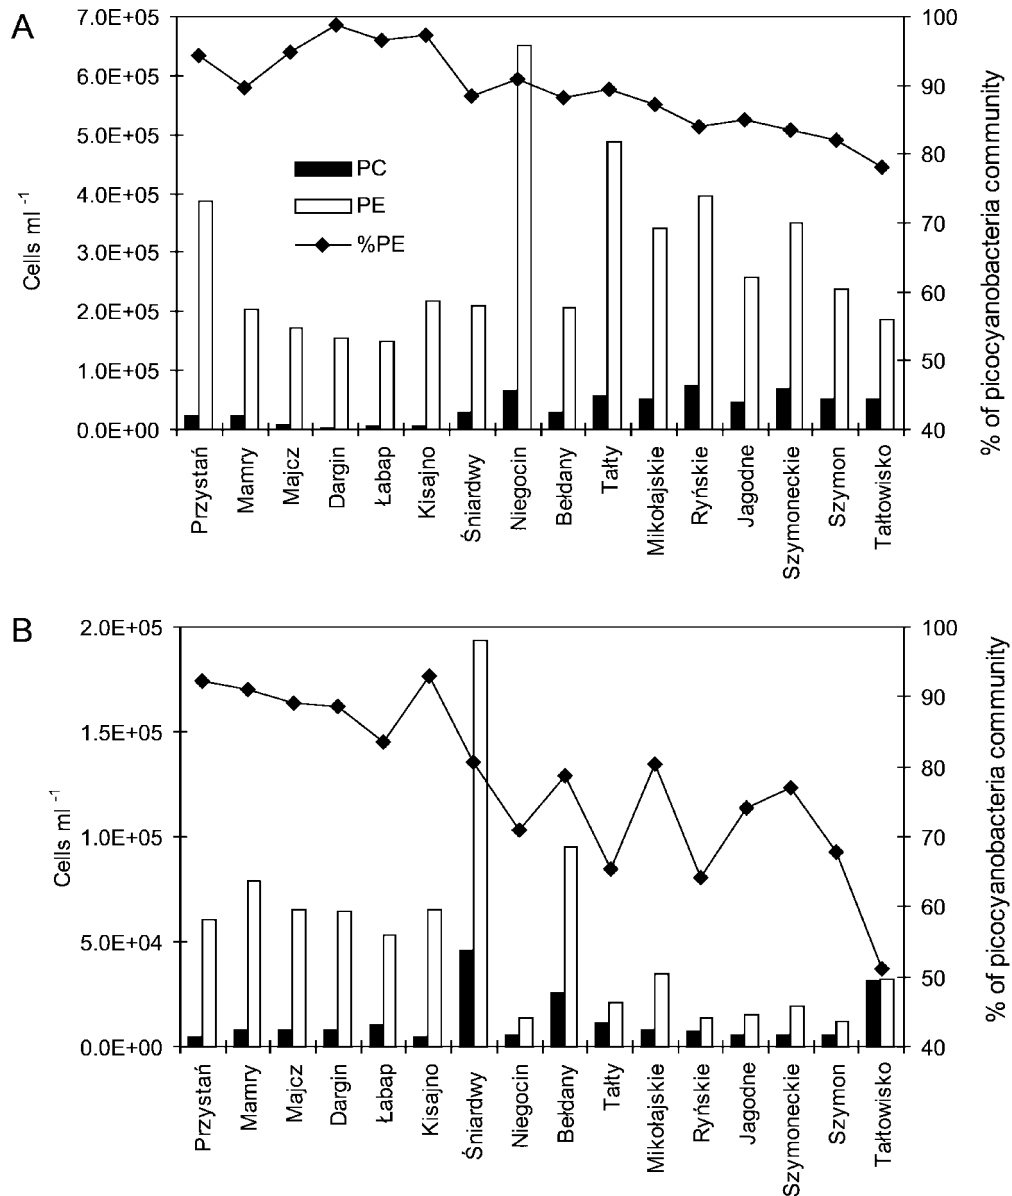 A
7.0E+05
6.0E+05
5.0E+05
4.0E+05
3.0E+05
2.0E+05
1.0E+05
0.0E+00
Cells ml -1
PC
PE
%PE
100
90
80
70
60
50
40
% of picocyanobacteria community
Przystań
Mamry
Majcz
Dargin
Łabap
Kisajno
Śniardwy
Niegocin
Bełdany
Tałty
Mikołajskie
Ryńskie
Jagodne
Szymoneckie
Szymon
Tałtowisko
B
2.0E+05
1.5E+05
1.0E+05
5.0E+04
0.0E+00
Cells ml -1
100
90
80
70
60
50
40
% of picocyanobacteria community
Przystań
Mamry
Majcz
Dargin
Łabap
Kisajno
Śniardwy
Niegocin
Bełdany
Tałty
Mikołajskie
Ryńskie
Jagodne
Szymoneckie
Szymon
Tałtowisko